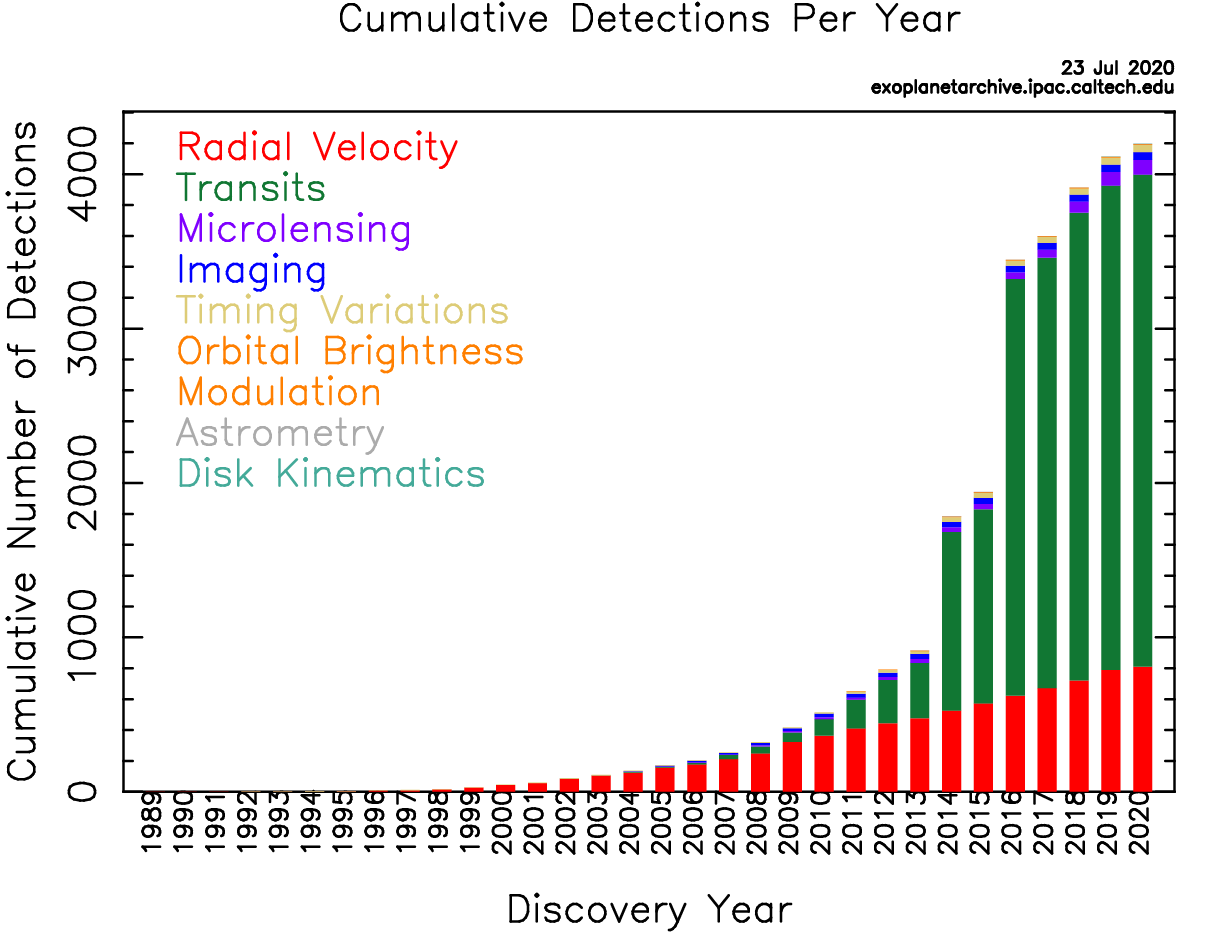 Cumulative Detections Per Year
23 Jul 2020
exoplanetarchive.ipac.caltech.edu
Cumulative Number of Detections
4000
3000
2000
1000
0
Radial Velocity
Transits
Microlensing
Imaging
Timing Variations
Orbital Brightness
Modulation
Astrometry
Disk Kinematics
1989
1990
1991
1992
1993
1994
1995
1996
1997
1998
1999
2000
2001
2002
2003
2004
2005
2006
2007
2008
2009
2010
2011
2012
2013
2014
2015
2016
2017
2018
2019
2020
Discovery Year